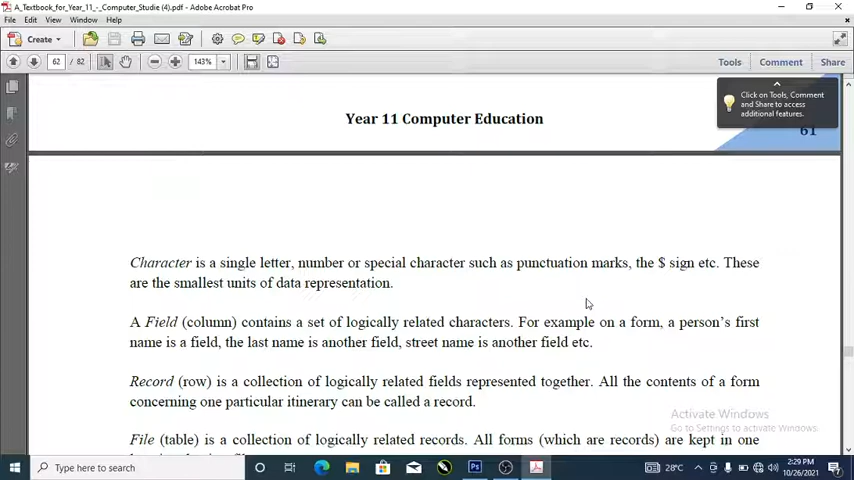 A_Textbook_for_Year_11_-_Computer_Studie (4).pdf - Adobe Acrobat Pro
File Edit View Window Help
Create
62 / 82 143% Tools Comment Share
Click on Tools, Comment
and Share to access
additional features.
Year 11 Computer Education
61
Character is a single letter, number or special character such as punctuation marks, the $ sign etc. These
are the smallest units of data representation.
A Field (column) contains a set of logically related characters. For example on a form, a person's first
name is a field, the last name is another field, street name is another field etc.
Record (row) is a collection of logically related fields represented together. All the contents of a form
concerning one particular itinerary can be called a record.
Activate Windows
Go to Settings to activate Windows.
File (table) is a collection of logically related records. All forms (which are records) are kept in one
Type here to search
28°C
2:29 PM
10/26/2021